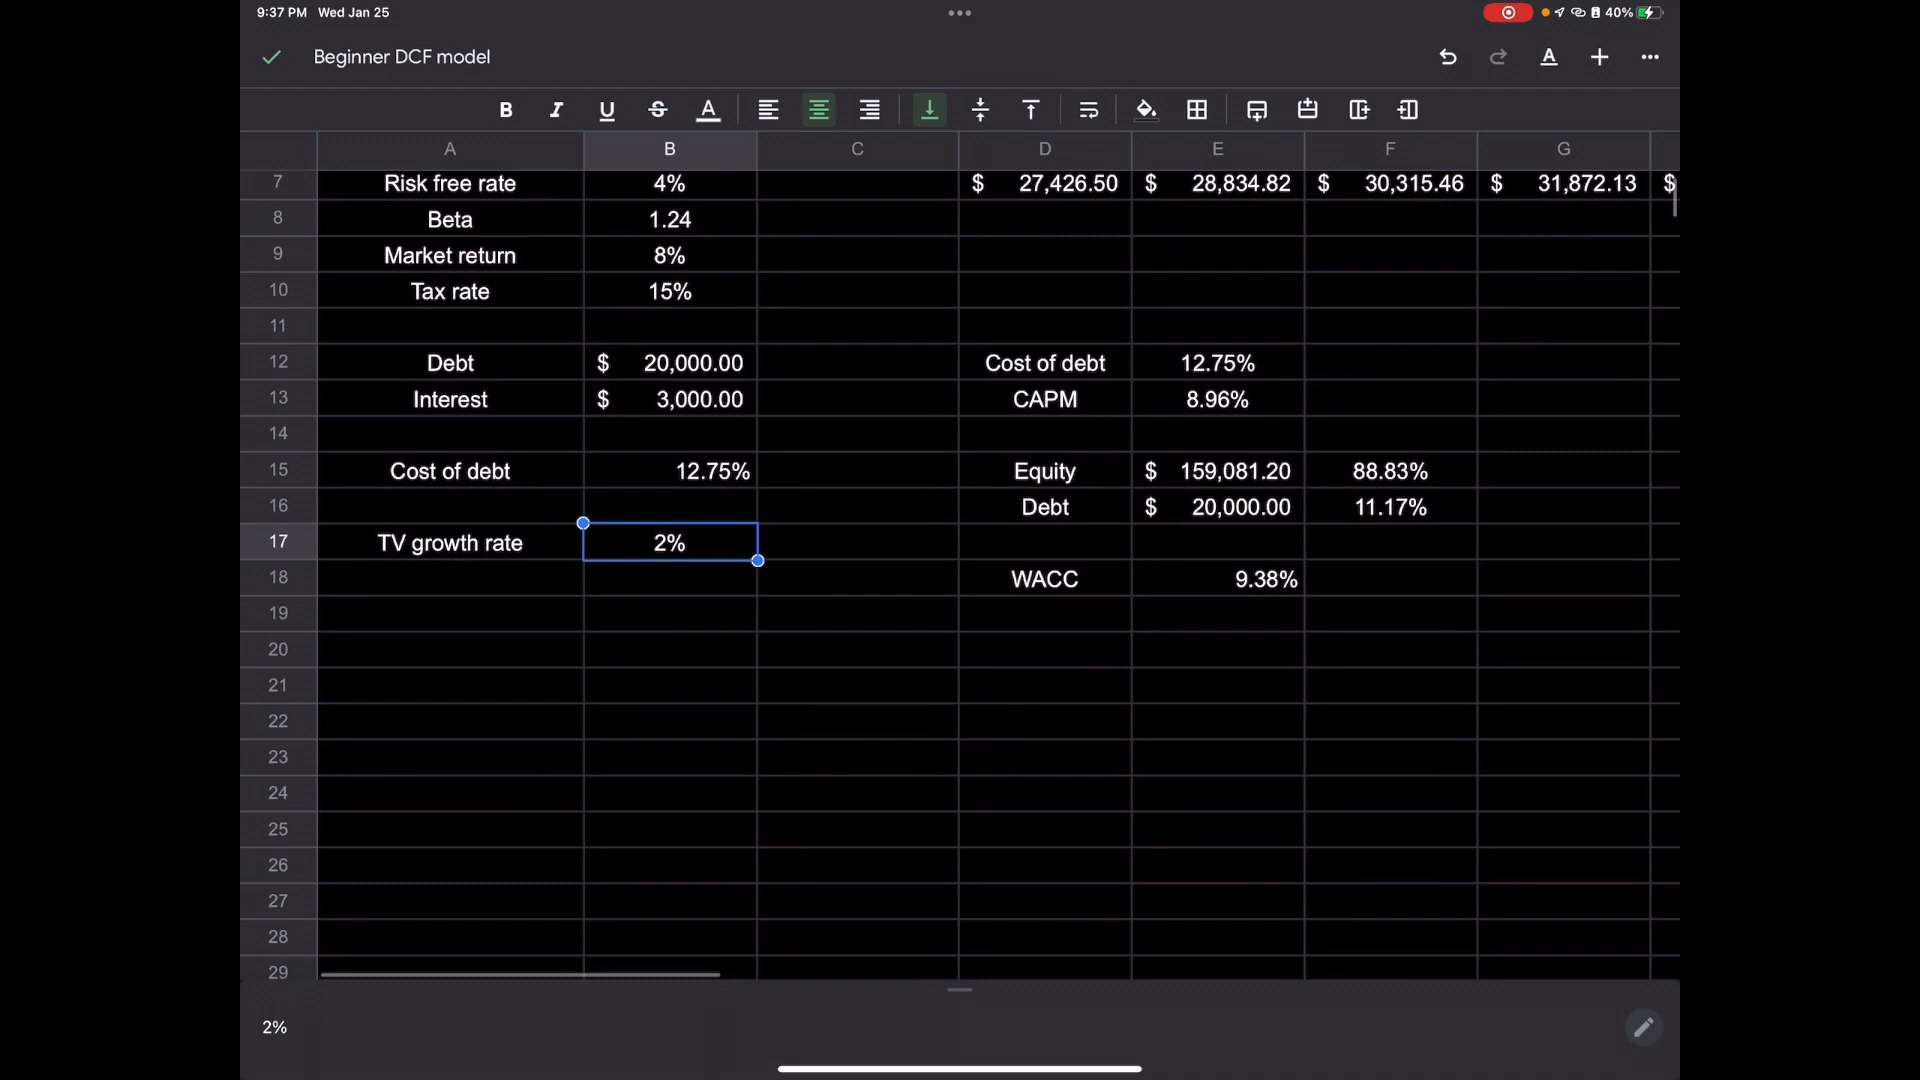 9:37 PM Wed Jan 25 40%
Beginner DCF model
B I U S A
A B C D E F G
7 Risk free rate 4% $ 27,426.50 $ 28,834.82 $ 30,315.46 $ 31,872.13 $
8 Beta 1.24
9 Market return 8%
10 Tax rate 15%
11
12 Debt $ 20,000.00 Cost of debt 12.75%
13 Interest $ 3,000.00 CAPM 8.96%
14
15 Cost of debt 12.75% Equity $ 159,081.20 88.83%
16 Debt $ 20,000.00 11.17%
17 TV growth rate 2%
18 WACC 9.38%
19
20
21
22
23
24
25
26
27
28
29
2%